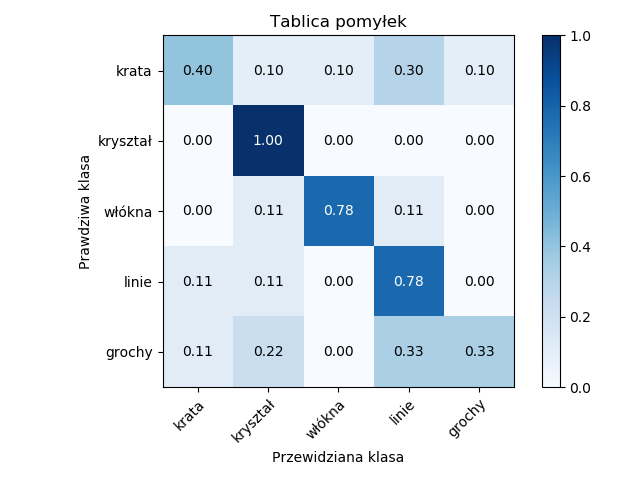 Tablica pomyłek
Prawdziwa klasa
krata 0.40 0.10 0.10 0.30 0.10
kryształ 0.00 1.00 0.00 0.00 0.00
włókna 0.00 0.11 0.78 0.11 0.00
linie 0.11 0.11 0.00 0.78 0.00
grochy 0.11 0.22 0.00 0.33 0.33
krata kryształ włókna linie grochy
Przewidziana klasa
1.0
0.8
0.6
0.4
0.2
0.0